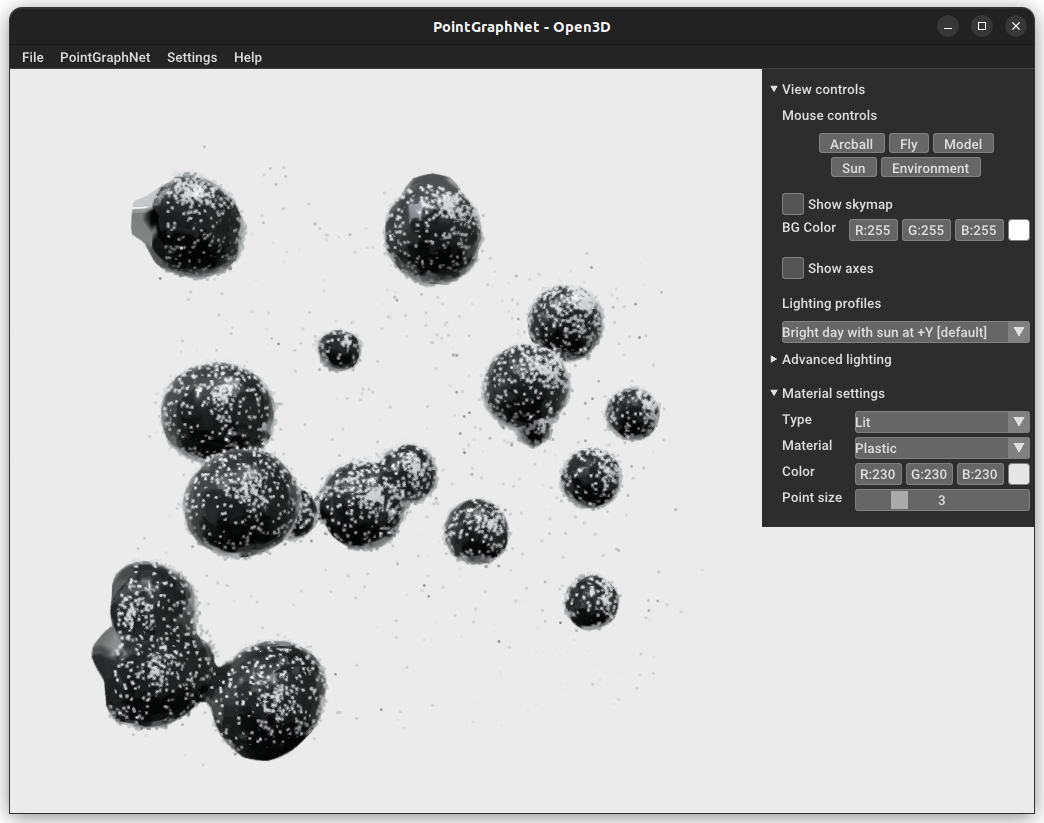 PointGraphNet - Open3D
File PointGraphNet Settings Help
View controls
Mouse controls
Arcball Fly Model
Sun Environment
Show skymap
BG Color R:255 G:255 B:255
Show axes
Lighting profiles
Bright day with sun at +Y [default]
Advanced lighting
Material settings
Type Lit
Material Plastic
Color R:230 G:230 B:230
Point size 3